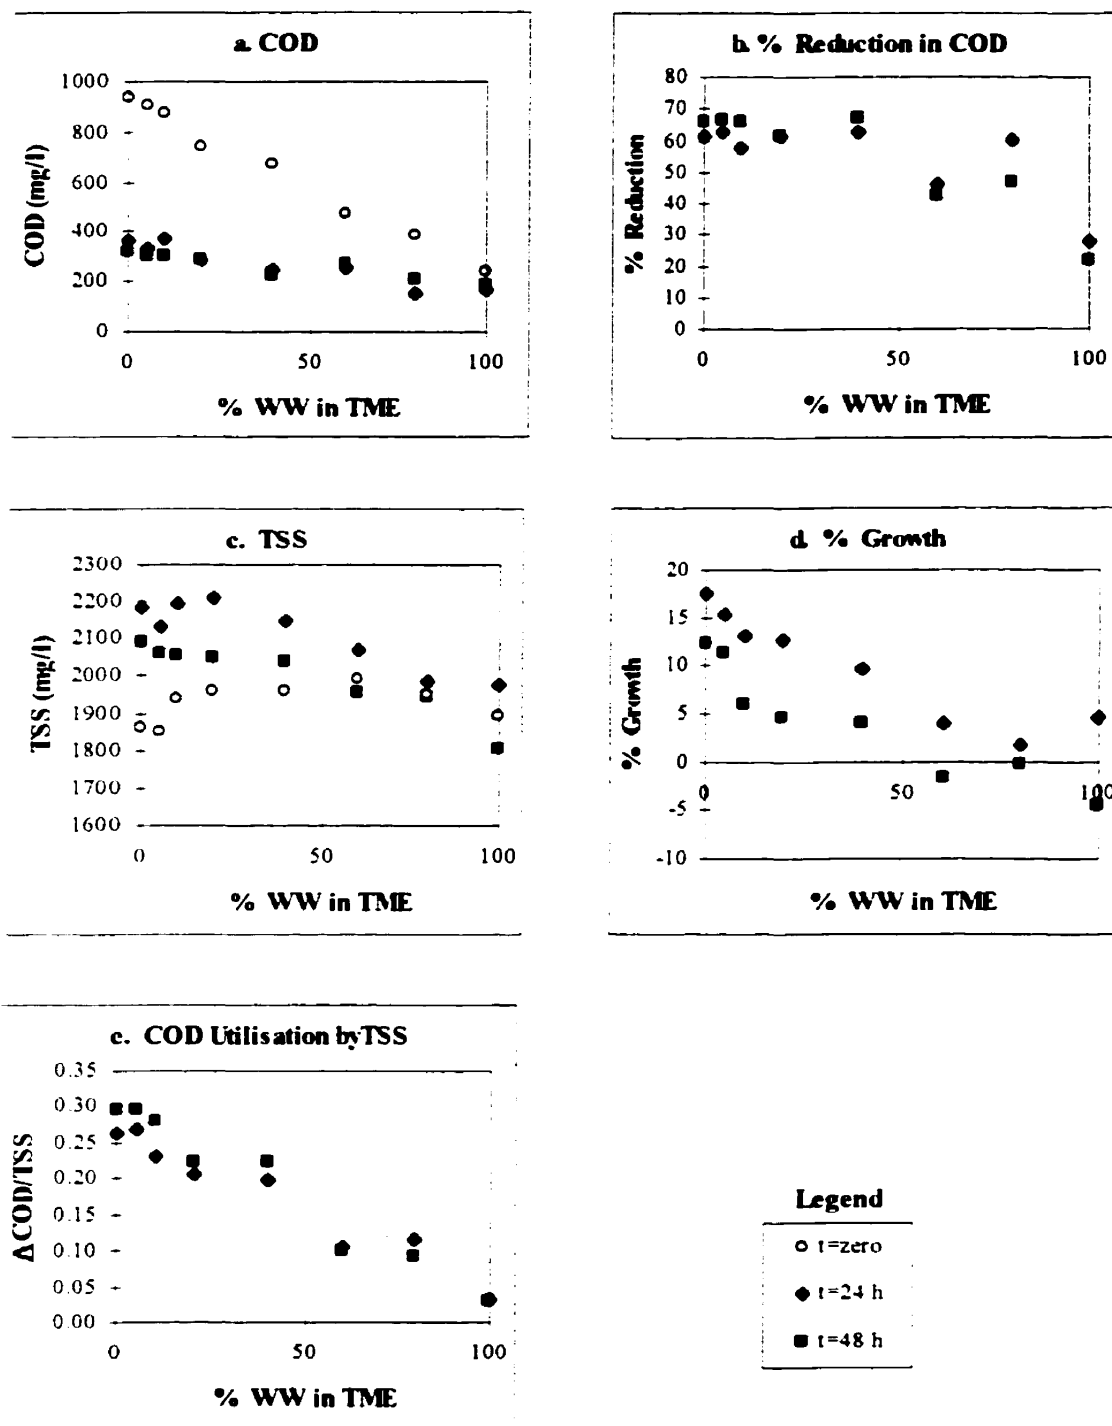 a. COD
1000
800
600
400
200
0
COD (mg/l)
0 50 100
% WW in TME
b. % Reduction in COD
80
70
60
50
40
30
20
10
0
% Reduction
0 50 100
% WW in TME
c. TSS
2300
2200
2100
2000
1900
1800
1700
1600
TSS (mg/l)
0 50 100
% WW in TME
d. % Growth
20
15
10
5
0
-5
-10
% Growth
0 50 100
% WW in TME
e. COD Utilisation by TSS
0.35
0.30
0.25
0.20
0.15
0.10
0.05
0.00
ΔCOD/TSS
0 50 100
% WW in TME
Legend
t=zero
t=24 h
t=48 h